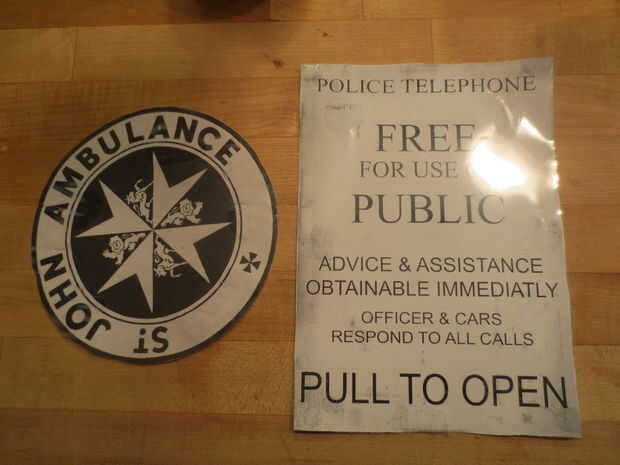 St JOHN AMBULANCE
POLICE TELEPHONE
FREE
FOR USE
PUBLIC
ADVICE & ASSISTANCE
OBTAINABLE IMMEDIATLY
OFFICER & CARS
RESPOND TO ALL CALLS
PULL TO OPEN